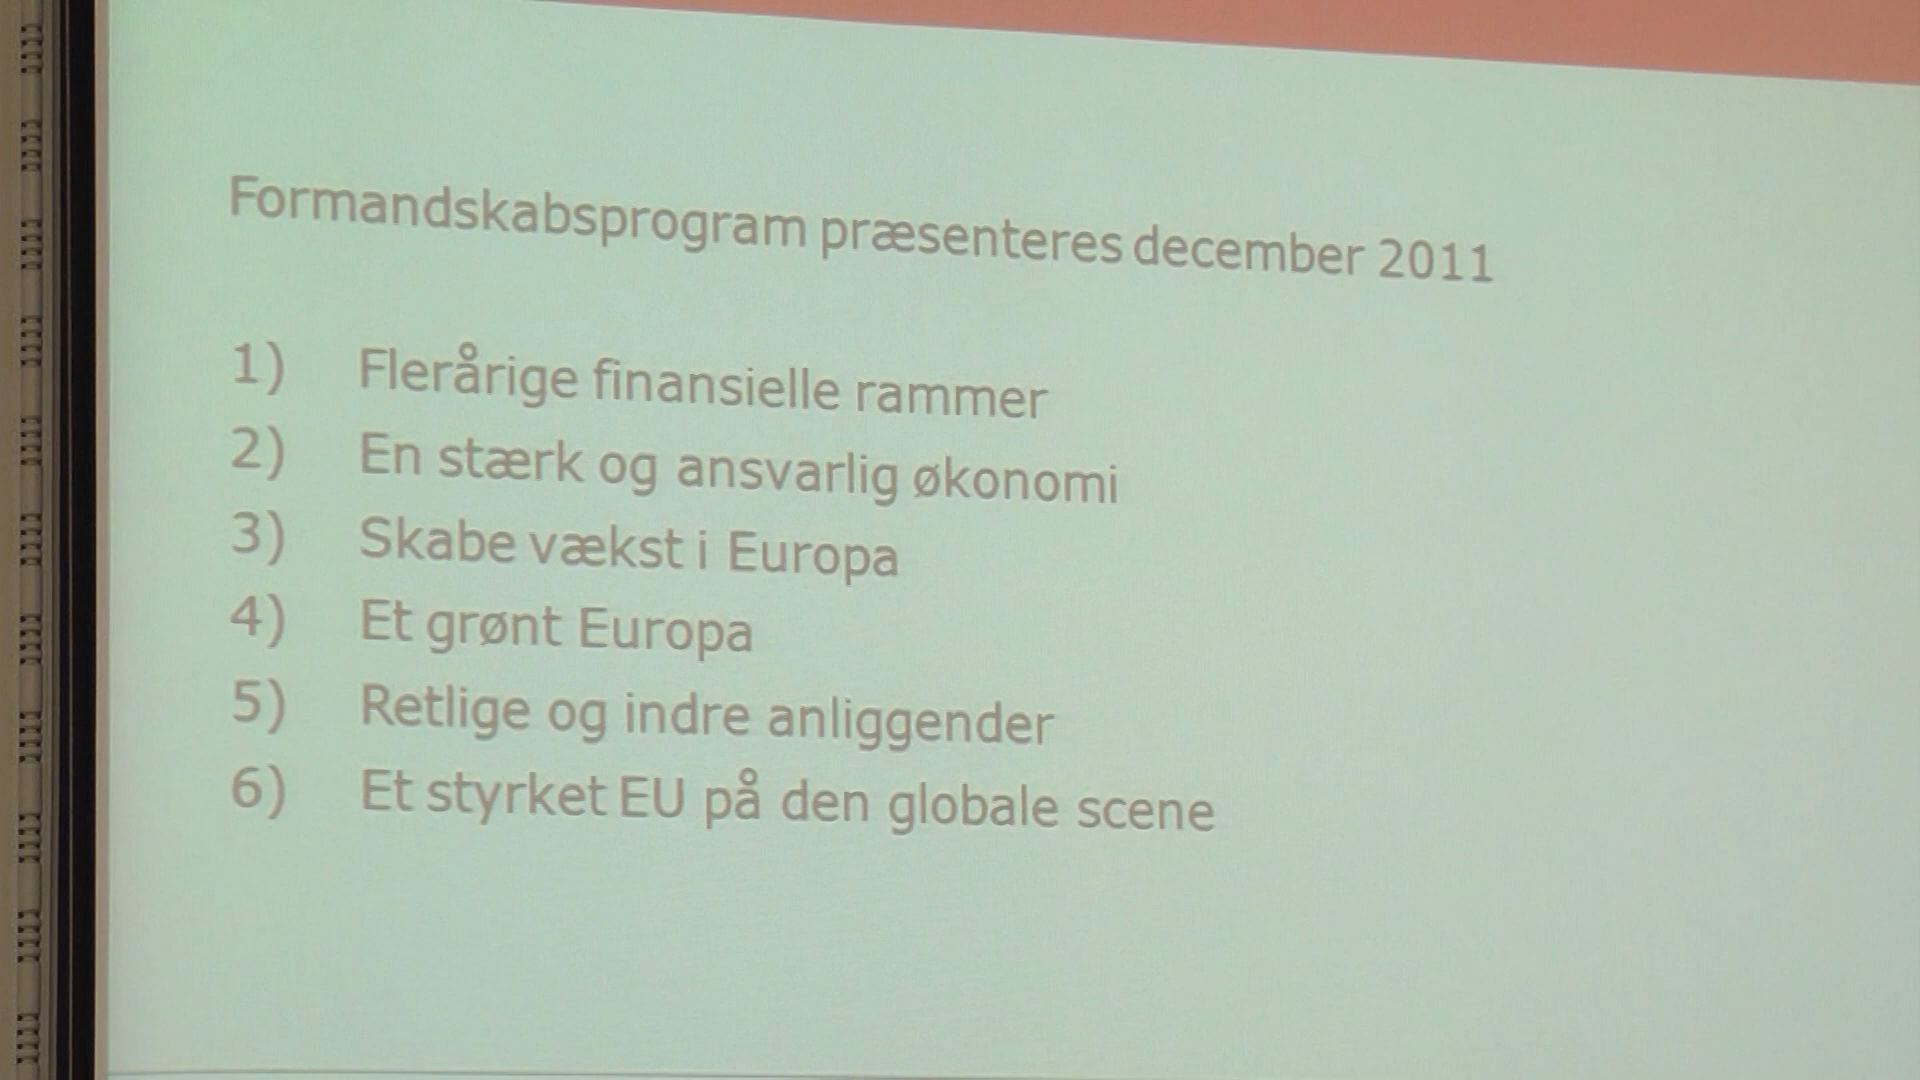 Formandskabsprogram præsenteres december 2011
1) Flerårige finansielle rammer
2) En stærk og ansvarlig økonomi
3) Skabe vækst i Europa
4) Et grønt Europa
5) Retlige og indre anliggender
6) Et styrket EU på den globale scene